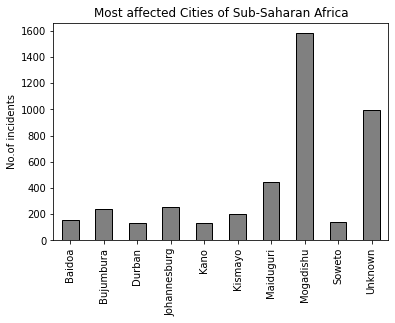 Most affected Cities of Sub-Saharan Africa
No.of incidents
1600
1400
1200
1000
800
600
400
200
0
Baidoa
Bujumbura
Durban
Johannesburg
Kano
Kismayo
Maiduguri
Mogadishu
Soweto
Unknown